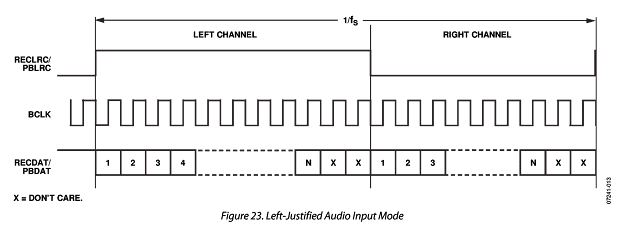 1/fS
LEFT CHANNEL RIGHT CHANNEL
RECLRC/
PBLRC
BCLK
RECDAT/
PBDAT
1 2 3 4 N X X 1 2 3 N X X
X = DON'T CARE.
07241-013
Figure 23. Left-Justified Audio Input Mode